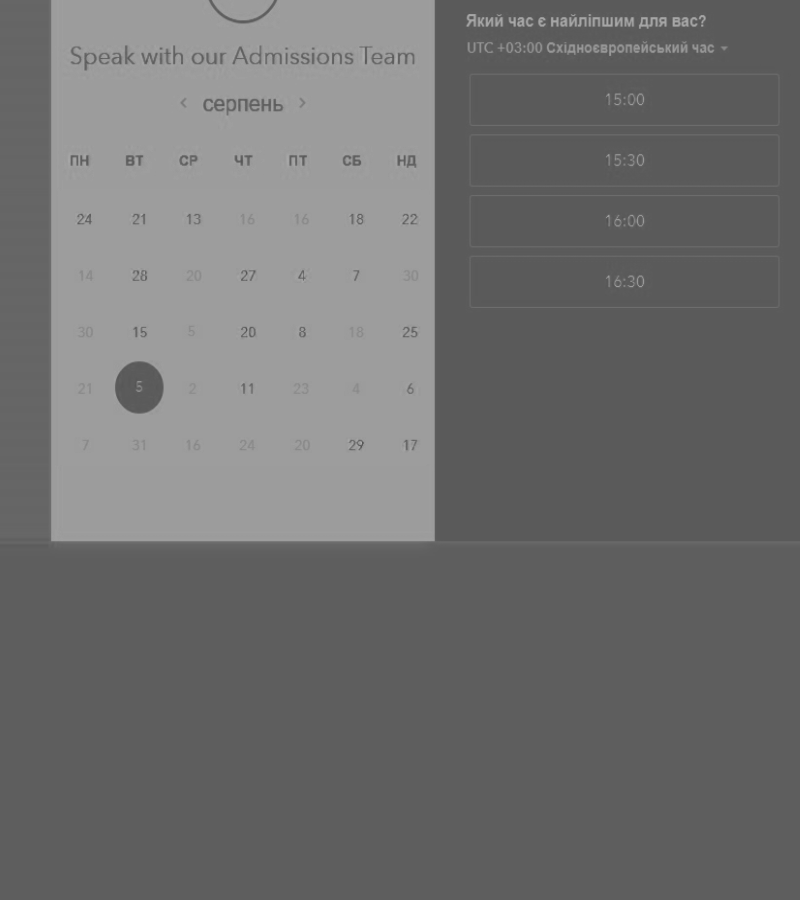 Speak with our Admissions Team
‹ серпень ›
ПН ВТ СР ЧТ ПТ СБ НД
24 21 13 16 16 18 22
14 28 20 27 4 7 30
30 15 5 20 8 18 25
21 5 2 11 23 4 6
7 31 16 24 20 29 17
Який час є найліпшим для вас?
UTC +03:00 Східноєвропейський час
15:00
15:30
16:00
16:30